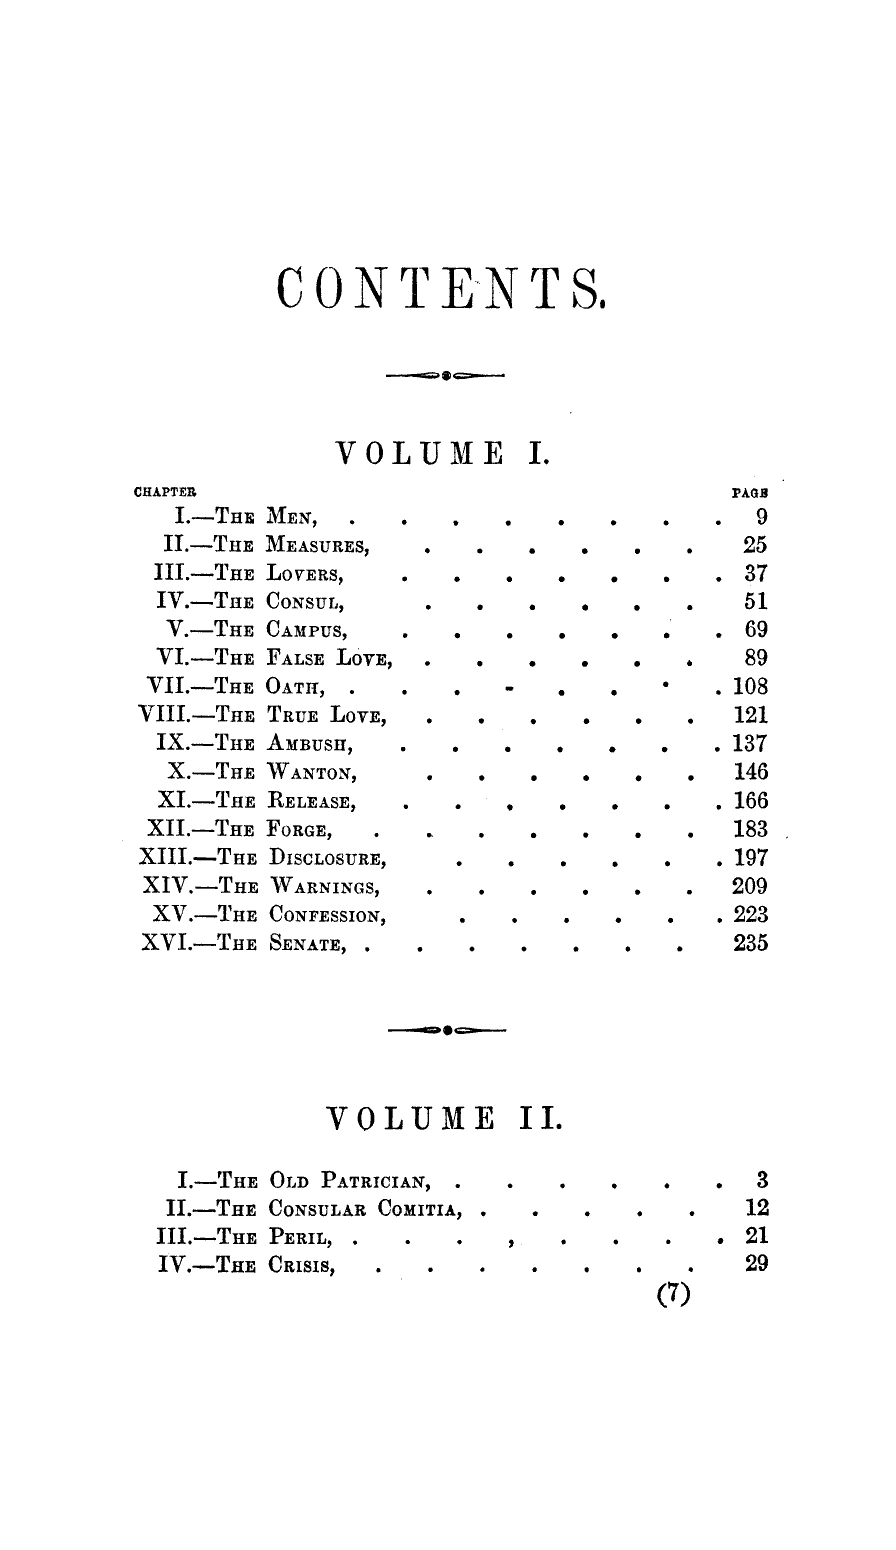 CONTENTS.
VOLUME I.
CHAPTER PAGE
I.—THE MEN, . . . . . . . . 9
II.—THE MEASURES, . . . . . . 25
III.—THE LOVERS, . . . . . . . 37
IV.—THE CONSUL, . . . . . . 51
V.—THE CAMPUS, . . . . . . . 69
VI.—THE FALSE LOVE, . . . . . . 89
VII.—THE OATH, . . . . . . . . 108
VIII.—THE TRUE LOVE, . . . . . . 121
IX.—THE AMBUSH, . . . . . . . 137
X.—THE WANTON, . . . . . . 146
XI.—THE RELEASE, . . . . . . . 166
XII.—THE FORGE, . . . . . . . 183
XIII.—THE DISCLOSURE, . . . . . . 197
XIV.—THE WARNINGS, . . . . . . 209
XV.—THE CONFESSION, . . . . . . 223
XVI.—THE SENATE, . . . . . . . 235
VOLUME II.
I.—THE OLD PATRICIAN, . . . . . . 3
II.—THE CONSULAR COMITIA, . . . . . 12
III.—THE PERIL, . . . . . . . . 21
IV.—THE CRISIS, . . . . . . . 29
(7)